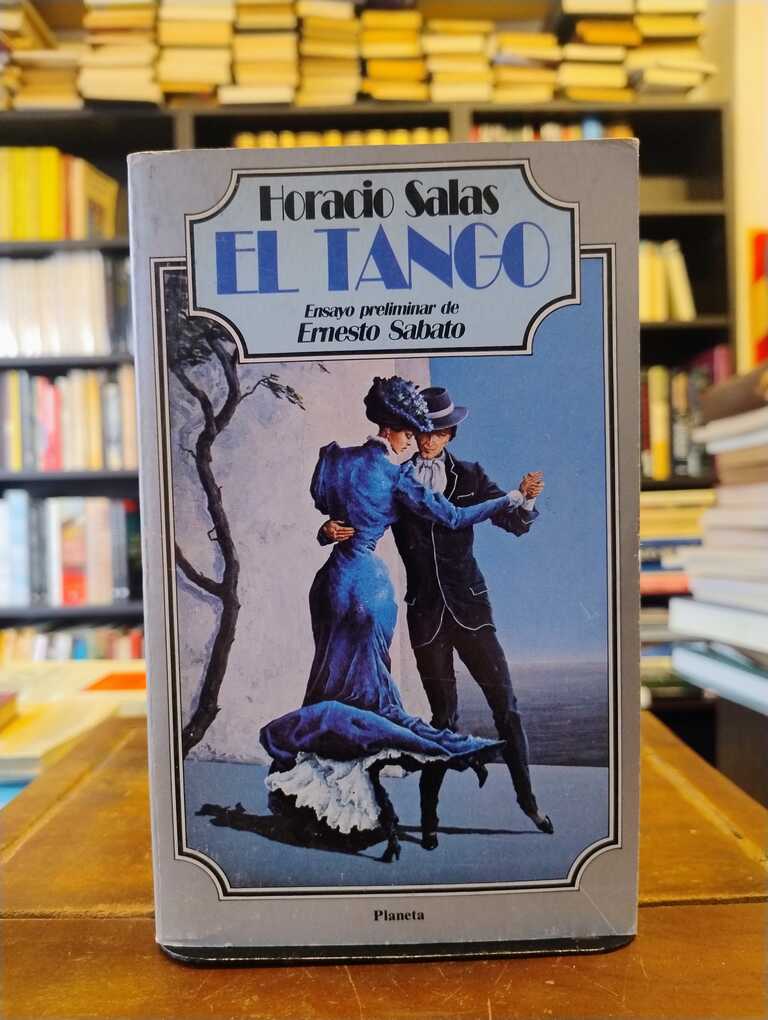 Horacio Salas
EL TANGO
Ensayo preliminar de
Ernesto Sabato
Planeta